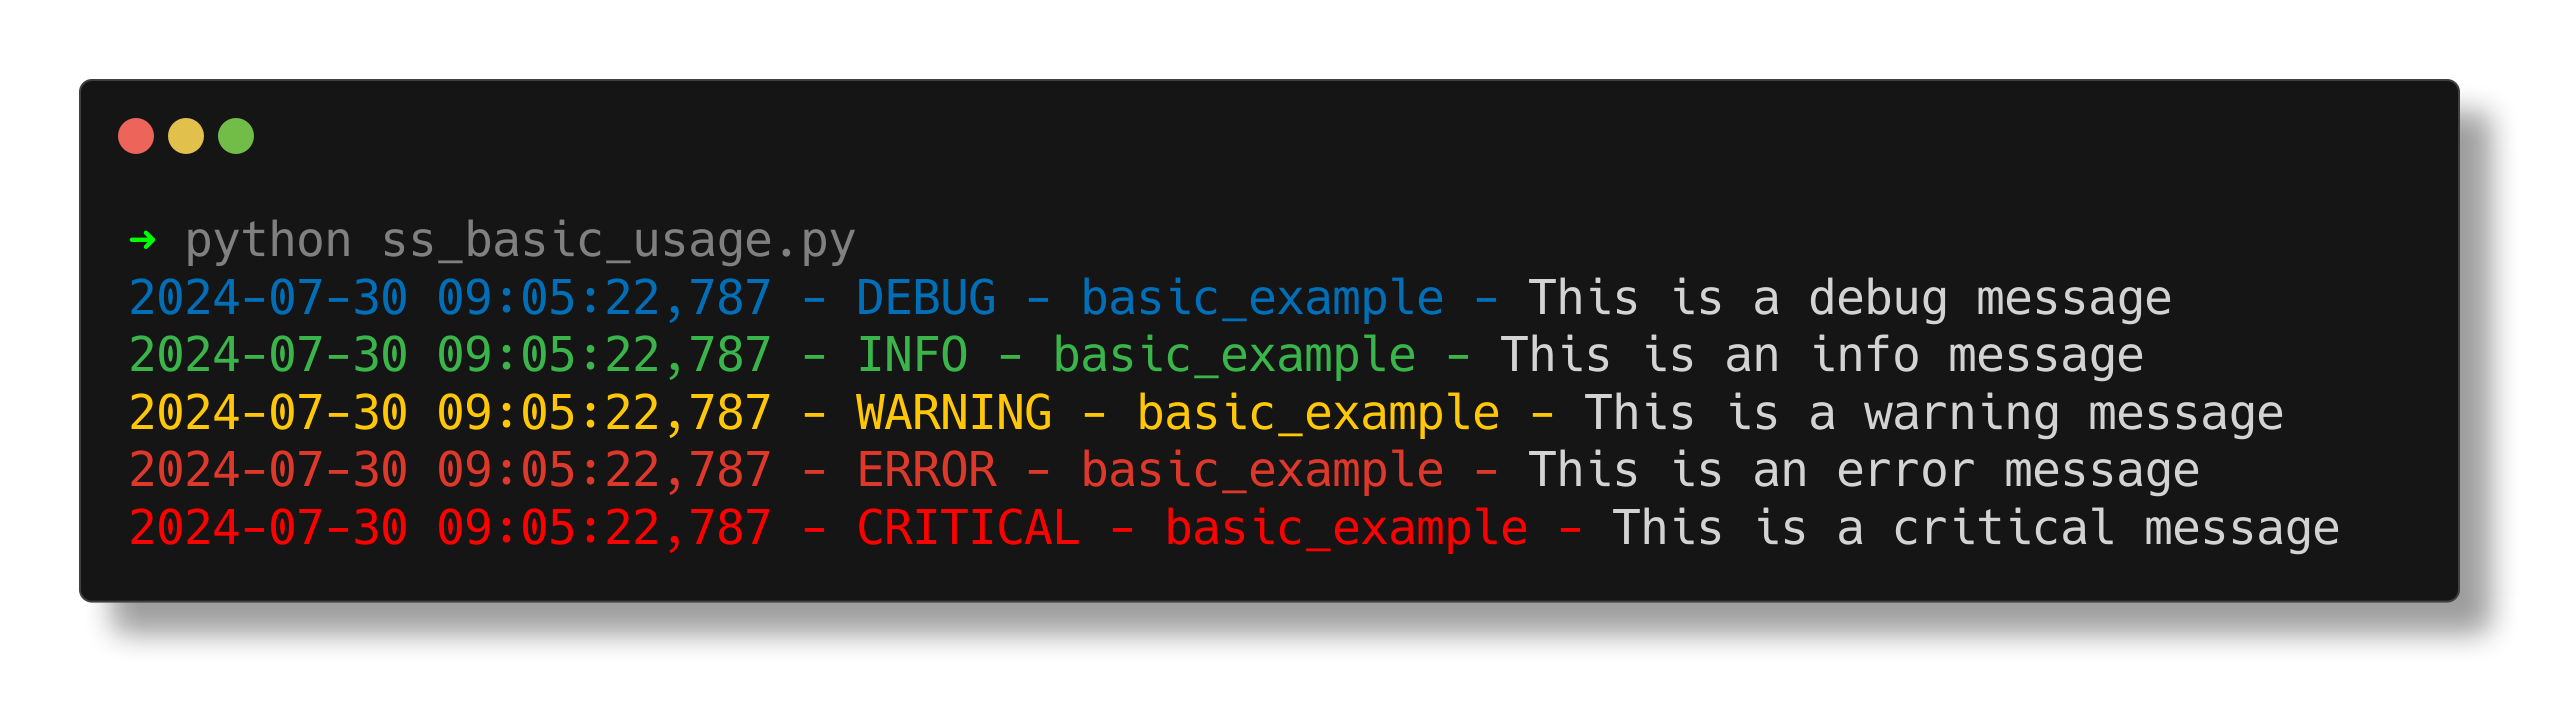 ➜ python ss_basic_usage.py
2024-07-30 09:05:22,787 - DEBUG - basic_example - This is a debug message
2024-07-30 09:05:22,787 - INFO - basic_example - This is an info message
2024-07-30 09:05:22,787 - WARNING - basic_example - This is a warning message
2024-07-30 09:05:22,787 - ERROR - basic_example - This is an error message
2024-07-30 09:05:22,787 - CRITICAL - basic_example - This is a critical message